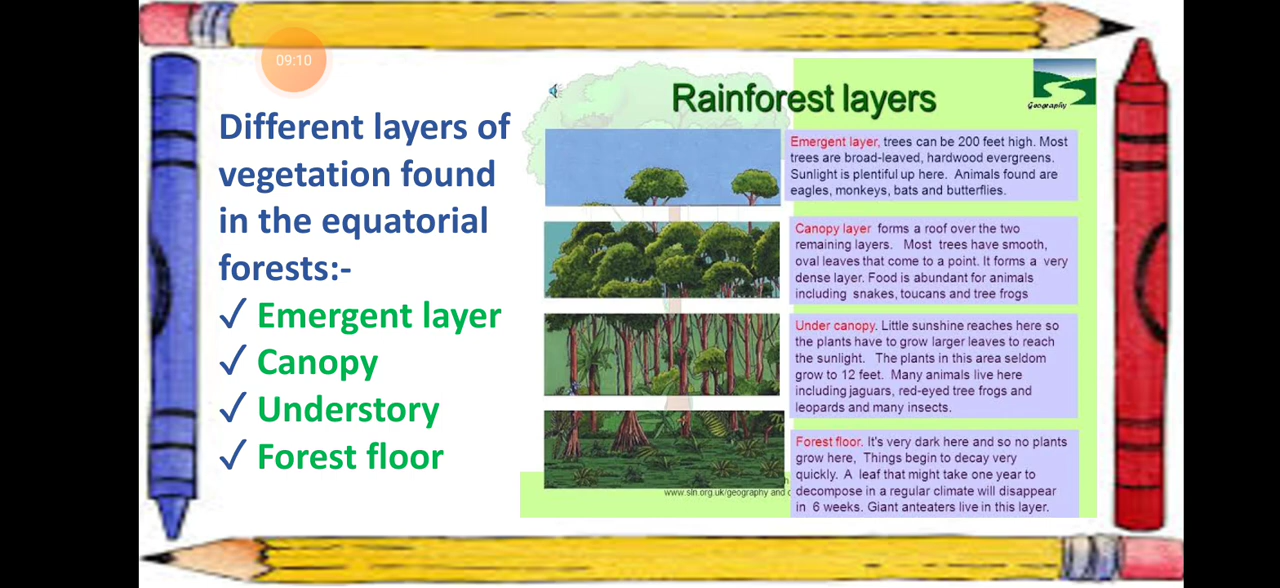 09:10
Different layers of
vegetation found
in the equatorial
forests:-
✓ Emergent layer
✓ Canopy
✓ Understory
✓ Forest floor
Rainforest layers
Geography
Emergent layer, trees can be 200 feet high. Most
trees are broad-leaved, hardwood evergreens.
Sunlight is plentiful up here. Animals found are
eagles, monkeys, bats and butterflies.
Canopy layer forms a roof over the two
remaining layers. Most trees have smooth,
oval leaves that come to a point. It forms a very
dense layer. Food is abundant for animals
including snakes, toucans and tree frogs
Under canopy. Little sunshine reaches here so
the plants have to grow larger leaves to reach
the sunlight. The plants in this area seldom
grow to 12 feet. Many animals live here
including jaguars, red-eyed tree frogs and
leopards and many insects.
Forest floor. It's very dark here and so no plants
grow here, Things begin to decay very
quickly. A leaf that might take one year to
decompose in a regular climate will disappear
in 6 weeks. Giant anteaters live in this layer.
www.sln.org.uk/geography and